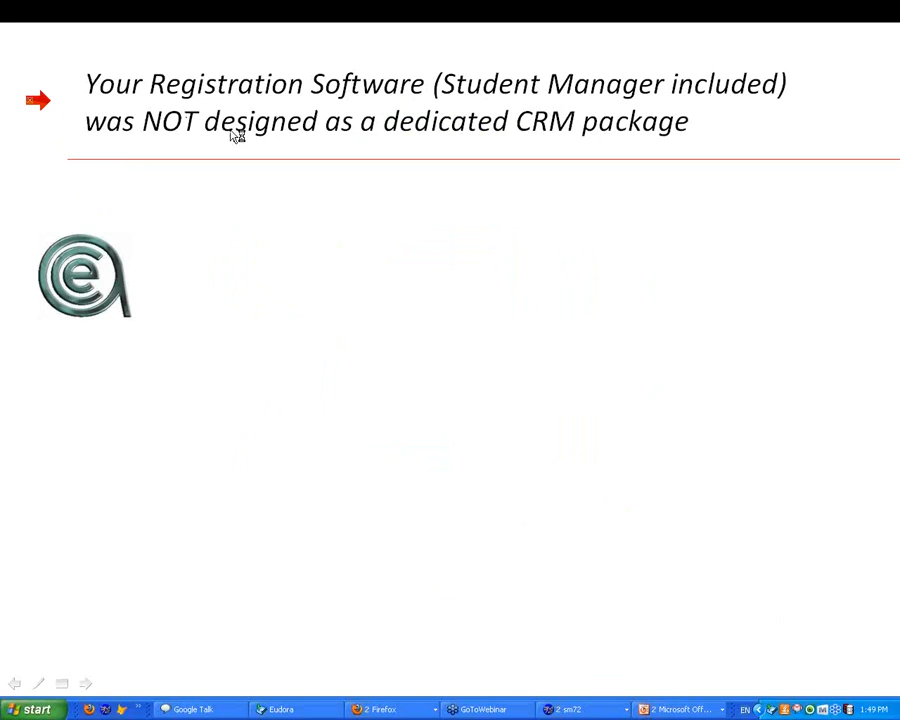 Your Registration Software (Student Manager included)
was NOT designed as a dedicated CRM package
start
Google Talk
Eudora
2 Firefox
GoToWebinar
2 sm72
2 Microsoft Off...
EN
1:49 PM